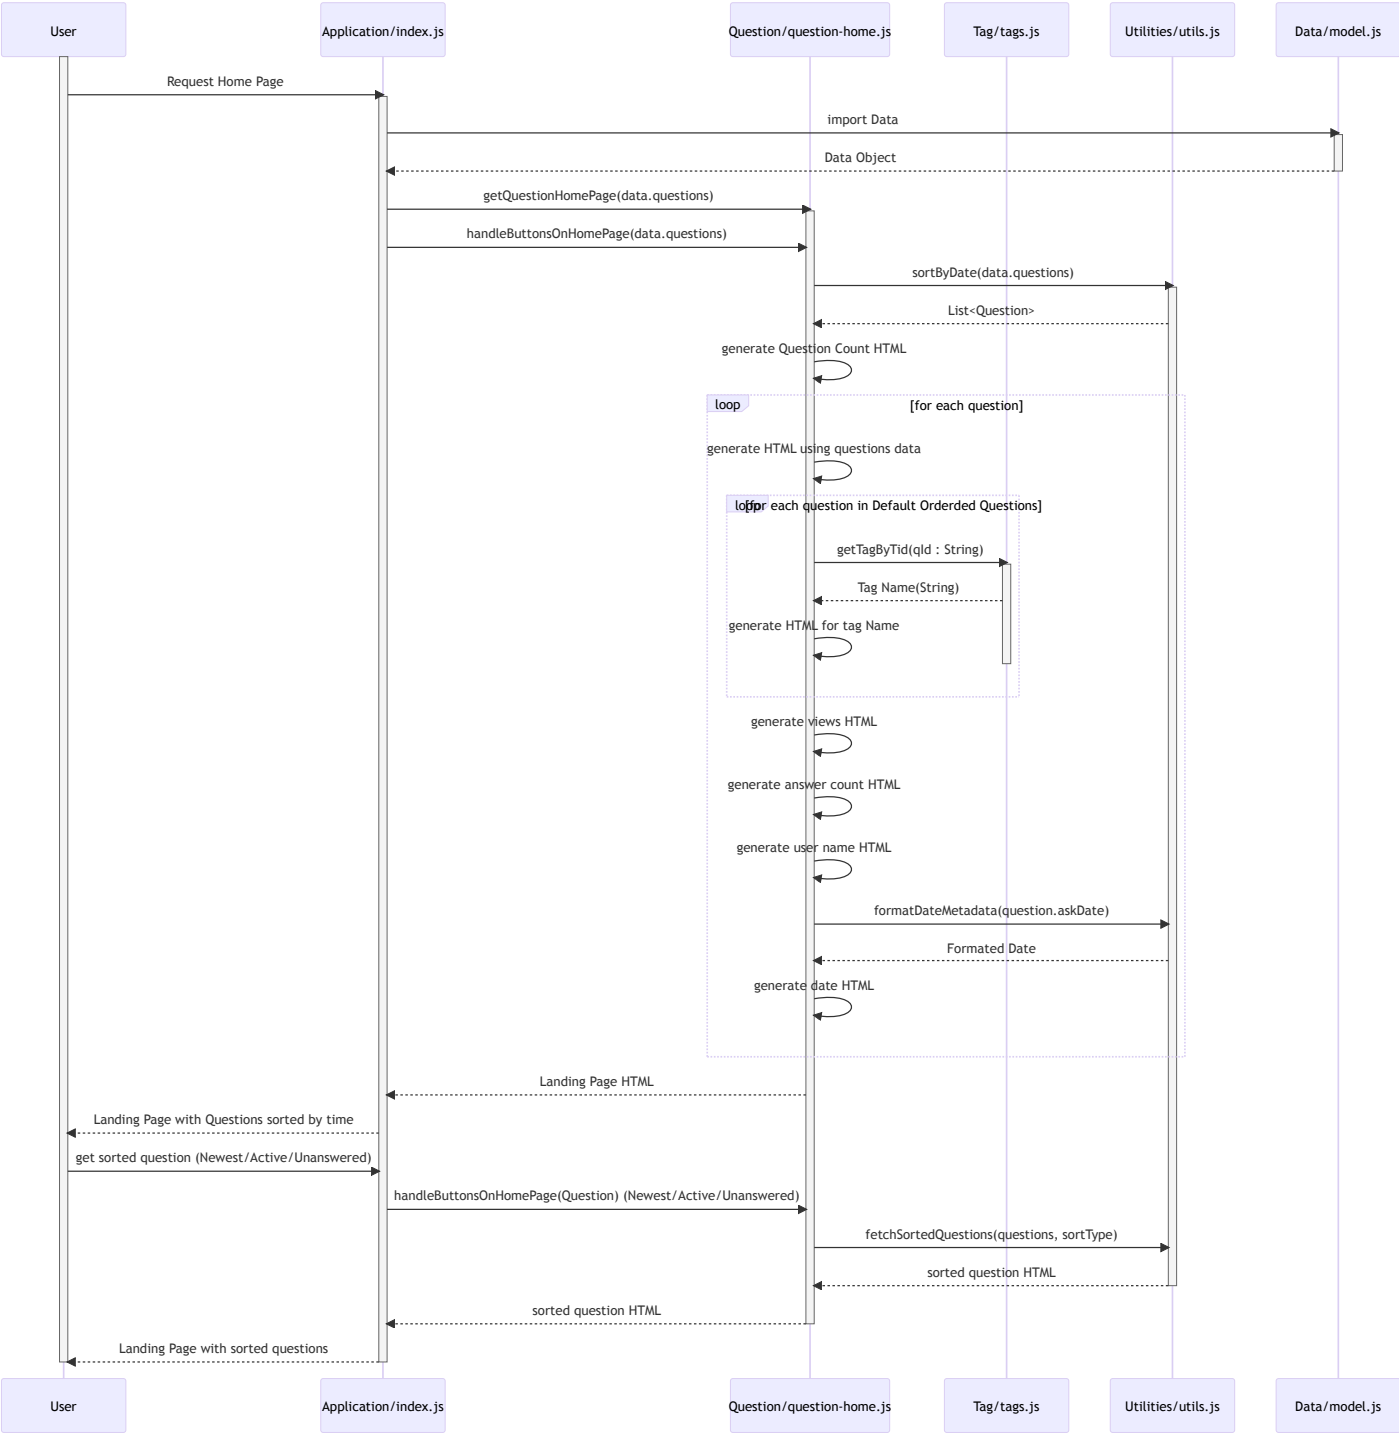 User
Application/index.js
Question/question-home.js
Tag/tags.js
Utilities/utils.js
Data/model.js
Request Home Page
import Data
Data Object
getQuestionHomePage(data.questions)
handleButtonsOnHomePage(data.questions)
sortByDate(data.questions)
List<Question>
generate Question Count HTML
loop
[for each question]
generate HTML using questions data
loop
[for each question in Default Orderded Questions]
getTagByTid(qId : String)
Tag Name(String)
generate HTML for tag Name
generate views HTML
generate answer count HTML
generate user name HTML
formatDateMetadata(question.askDate)
Formated Date
generate date HTML
Landing Page HTML
Landing Page with Questions sorted by time
get sorted question (Newest/Active/Unanswered)
handleButtonsOnHomePage(Question) (Newest/Active/Unanswered)
fetchSortedQuestions(questions, sortType)
sorted question HTML
sorted question HTML
Landing Page with sorted questions
User
Application/index.js
Question/question-home.js
Tag/tags.js
Utilities/utils.js
Data/model.js